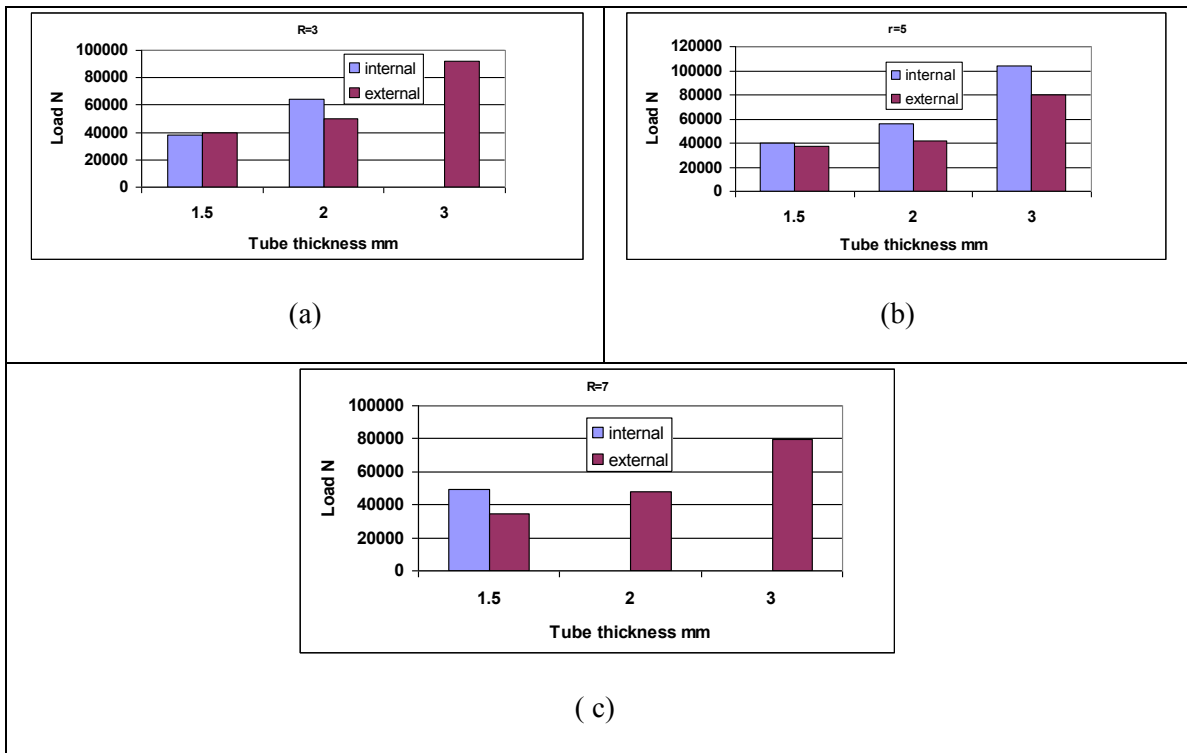 R=3
100000
80000
60000
40000
20000
0
Load N
internal
external
1.5 2 3
Tube thickness mm
(a)
r=5
120000
100000
80000
60000
40000
20000
0
Load N
internal
external
1.5 2 3
Tube thickness mm
(b)
R=7
100000
80000
60000
40000
20000
0
Load N
internal
external
1.5 2 3
Tube thickness mm
( c)